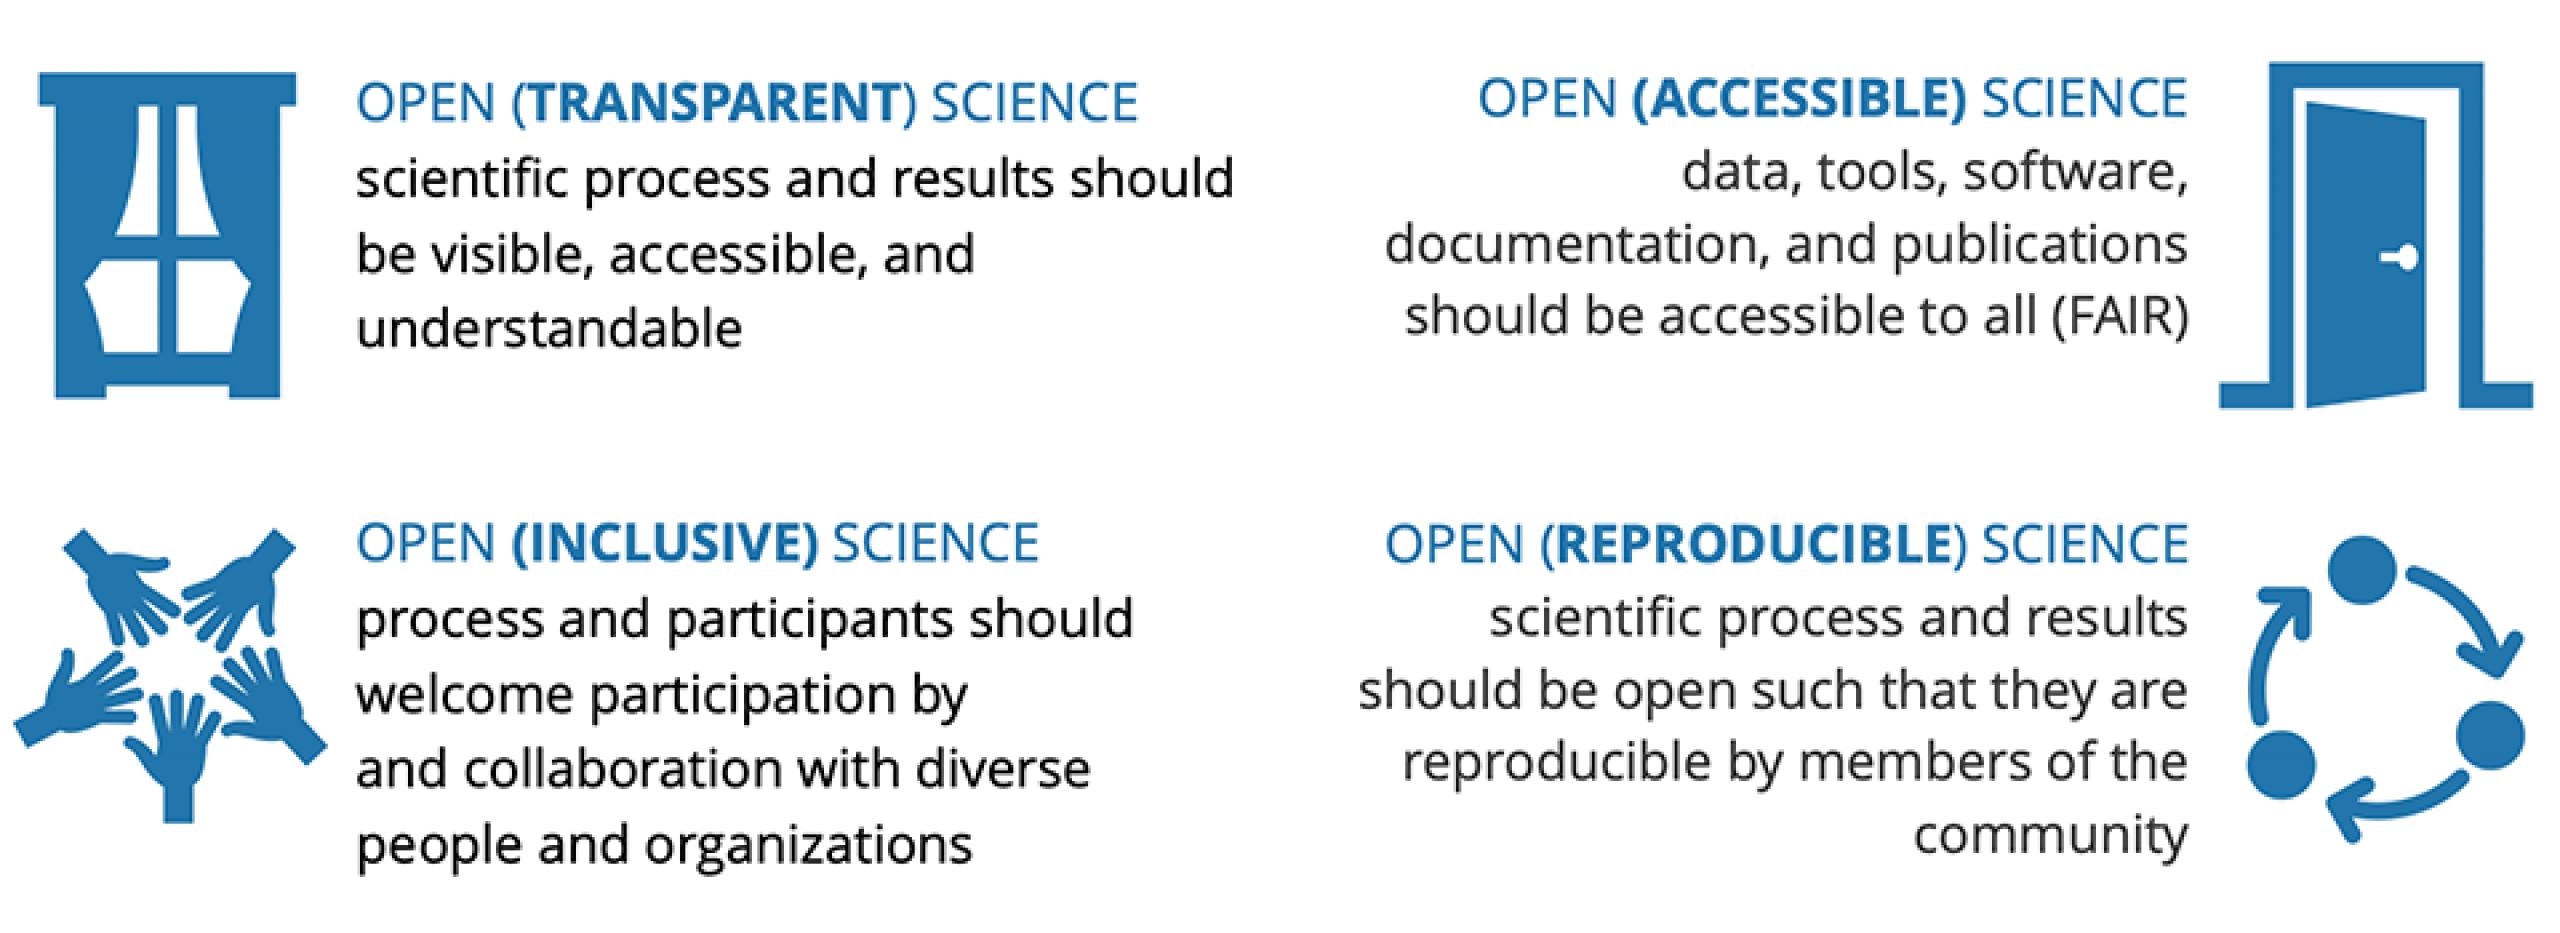 OPEN (TRANSPARENT) SCIENCE
scientific process and results should
be visible, accessible, and
understandable
OPEN (ACCESSIBLE) SCIENCE
data, tools, software,
documentation, and publications
should be accessible to all (FAIR)
OPEN (INCLUSIVE) SCIENCE
process and participants should
welcome participation by
and collaboration with diverse
people and organizations
OPEN (REPRODUCIBLE) SCIENCE
scientific process and results
should be open such that they are
reproducible by members of the
community